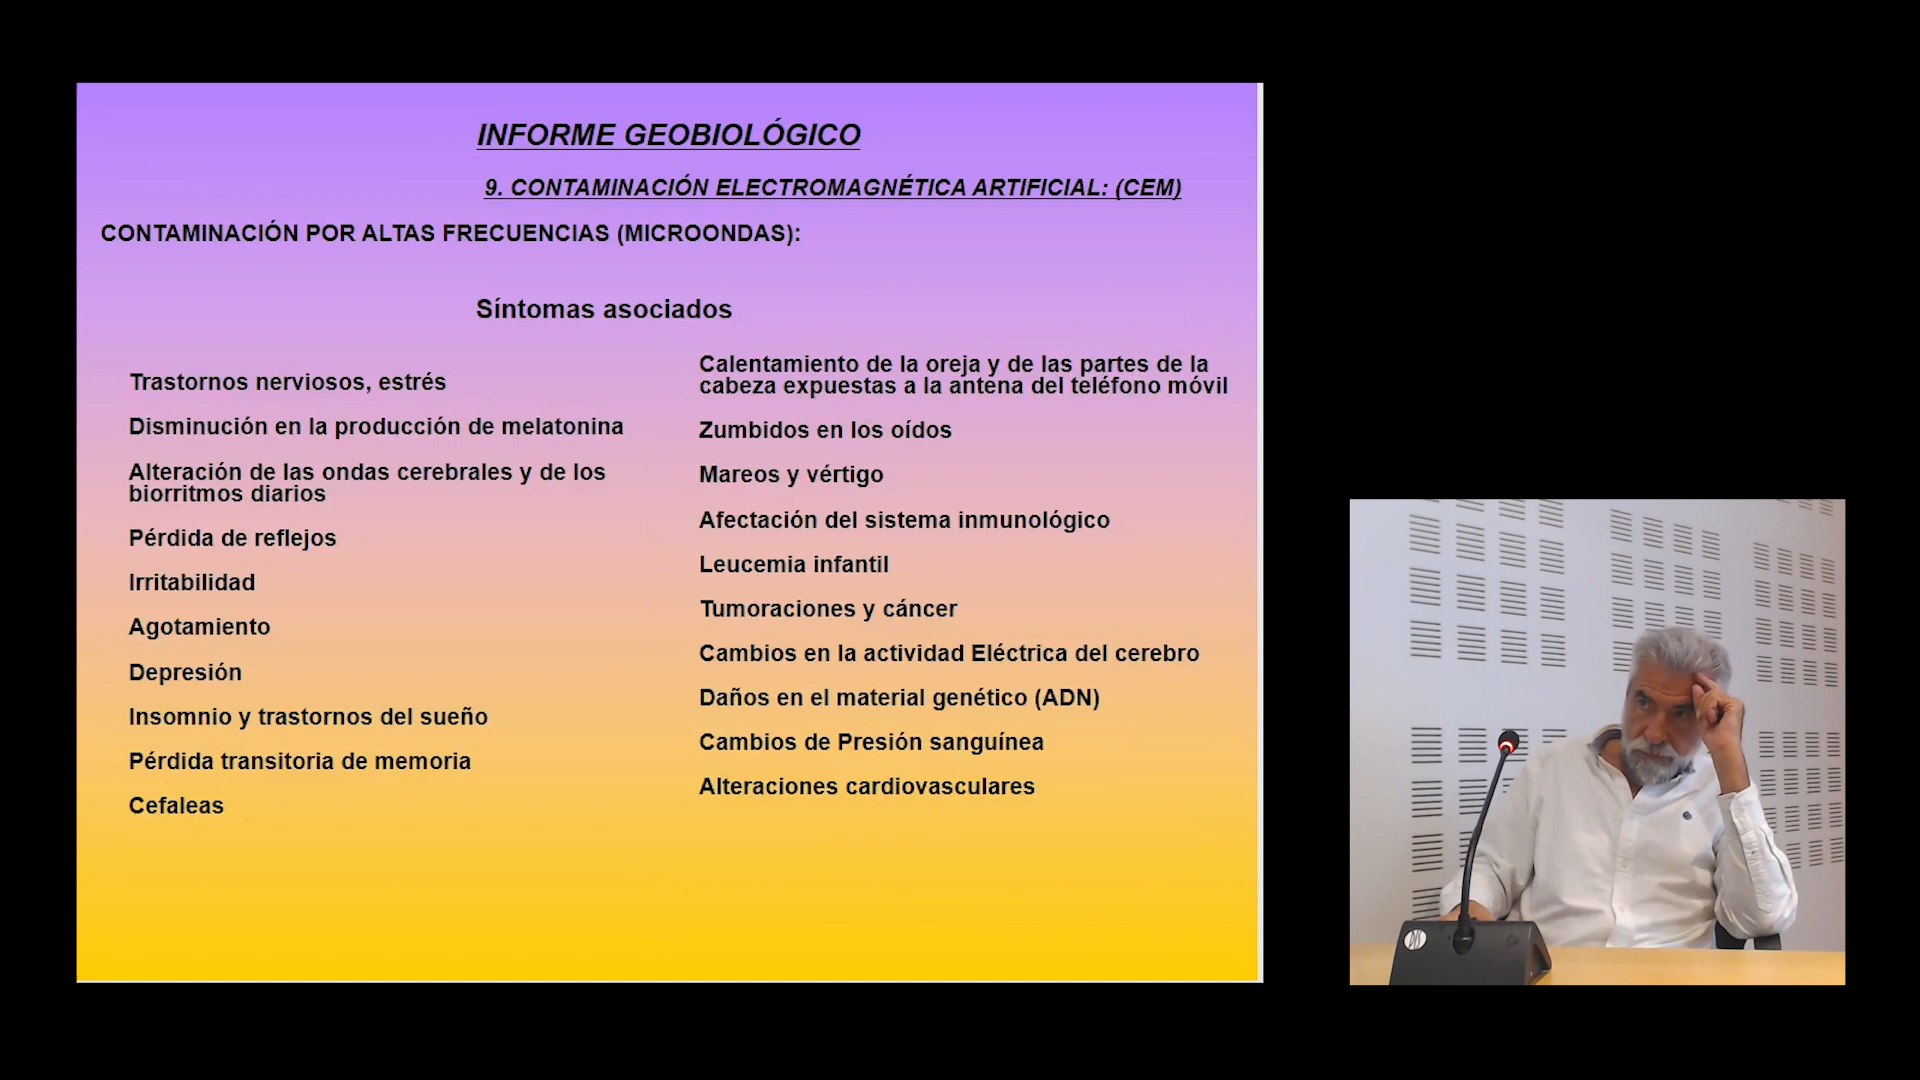 INFORME GEOBIOLÓGICO
9. CONTAMINACIÓN ELECTROMAGNÉTICA ARTIFICIAL: (CEM)
CONTAMINACIÓN POR ALTAS FRECUENCIAS (MICROONDAS):
Síntomas asociados
Trastornos nerviosos, estrés
Disminución en la producción de melatonina
Alteración de las ondas cerebrales y de los
biorritmos diarios
Pérdida de reflejos
Irritabilidad
Agotamiento
Depresión
Insomnio y trastornos del sueño
Pérdida transitoria de memoria
Cefaleas
Calentamiento de la oreja y de las partes de la
cabeza expuestas a la antena del teléfono móvil
Zumbidos en los oídos
Mareos y vértigo
Afectación del sistema inmunológico
Leucemia infantil
Tumoraciones y cáncer
Cambios en la actividad Eléctrica del cerebro
Daños en el material genético (ADN)
Cambios de Presión sanguínea
Alteraciones cardiovasculares